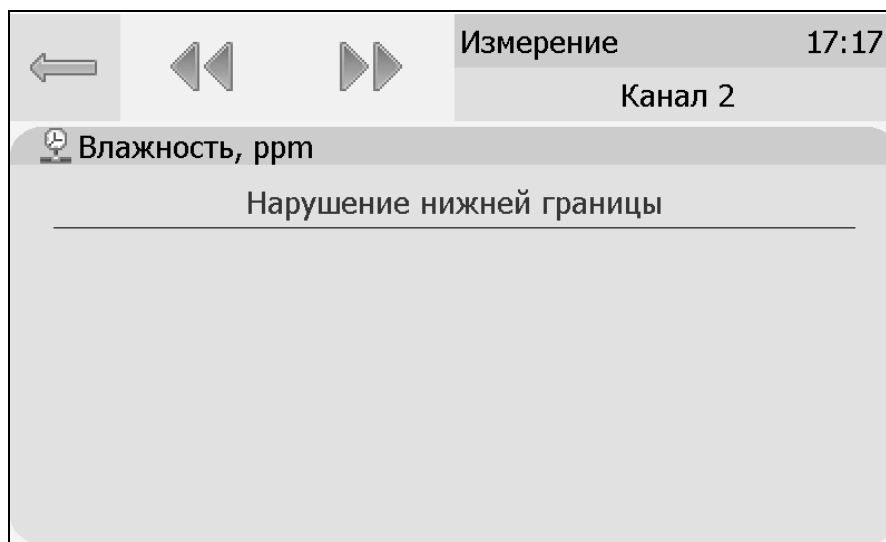 Измерение 17:17
Канал 2
Влажность, ppm
Нарушение нижней границы